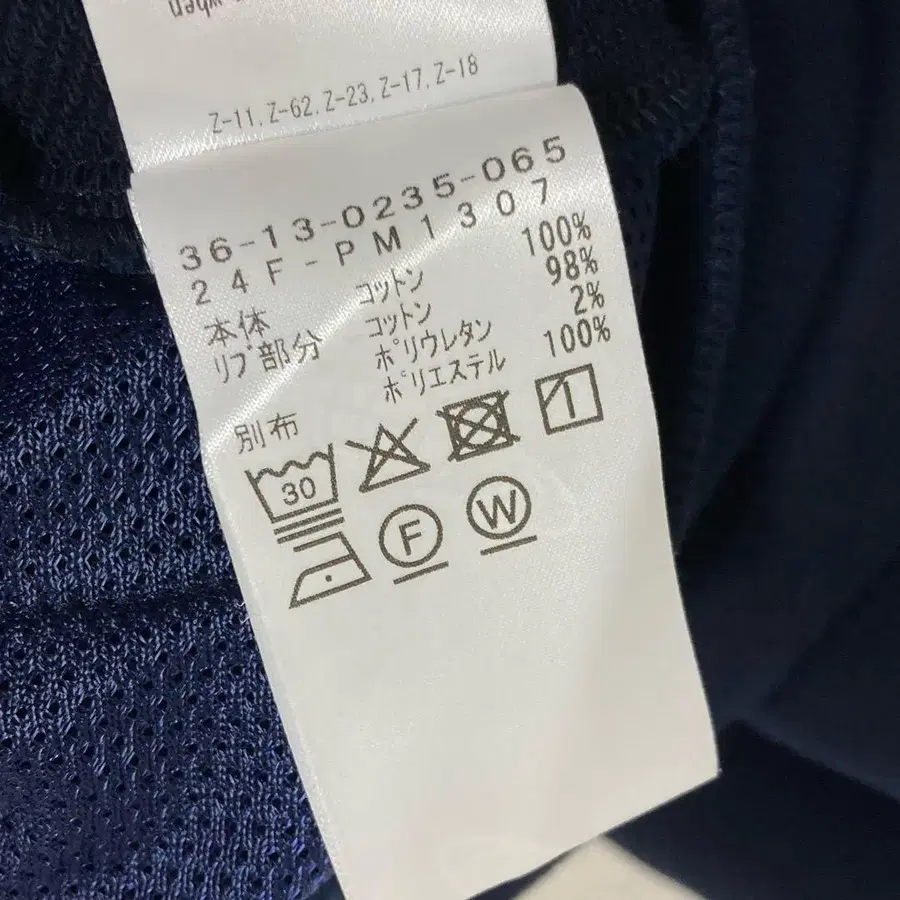 when
Z-11, Z-62, Z-23, Z-17, Z-18
36-13-0235-065
24F-PM1307
本体 コットン 100%
リブ部分 コットン 98%
ポリウレタン 2%
別布 ポリエステル 100%
30
F W